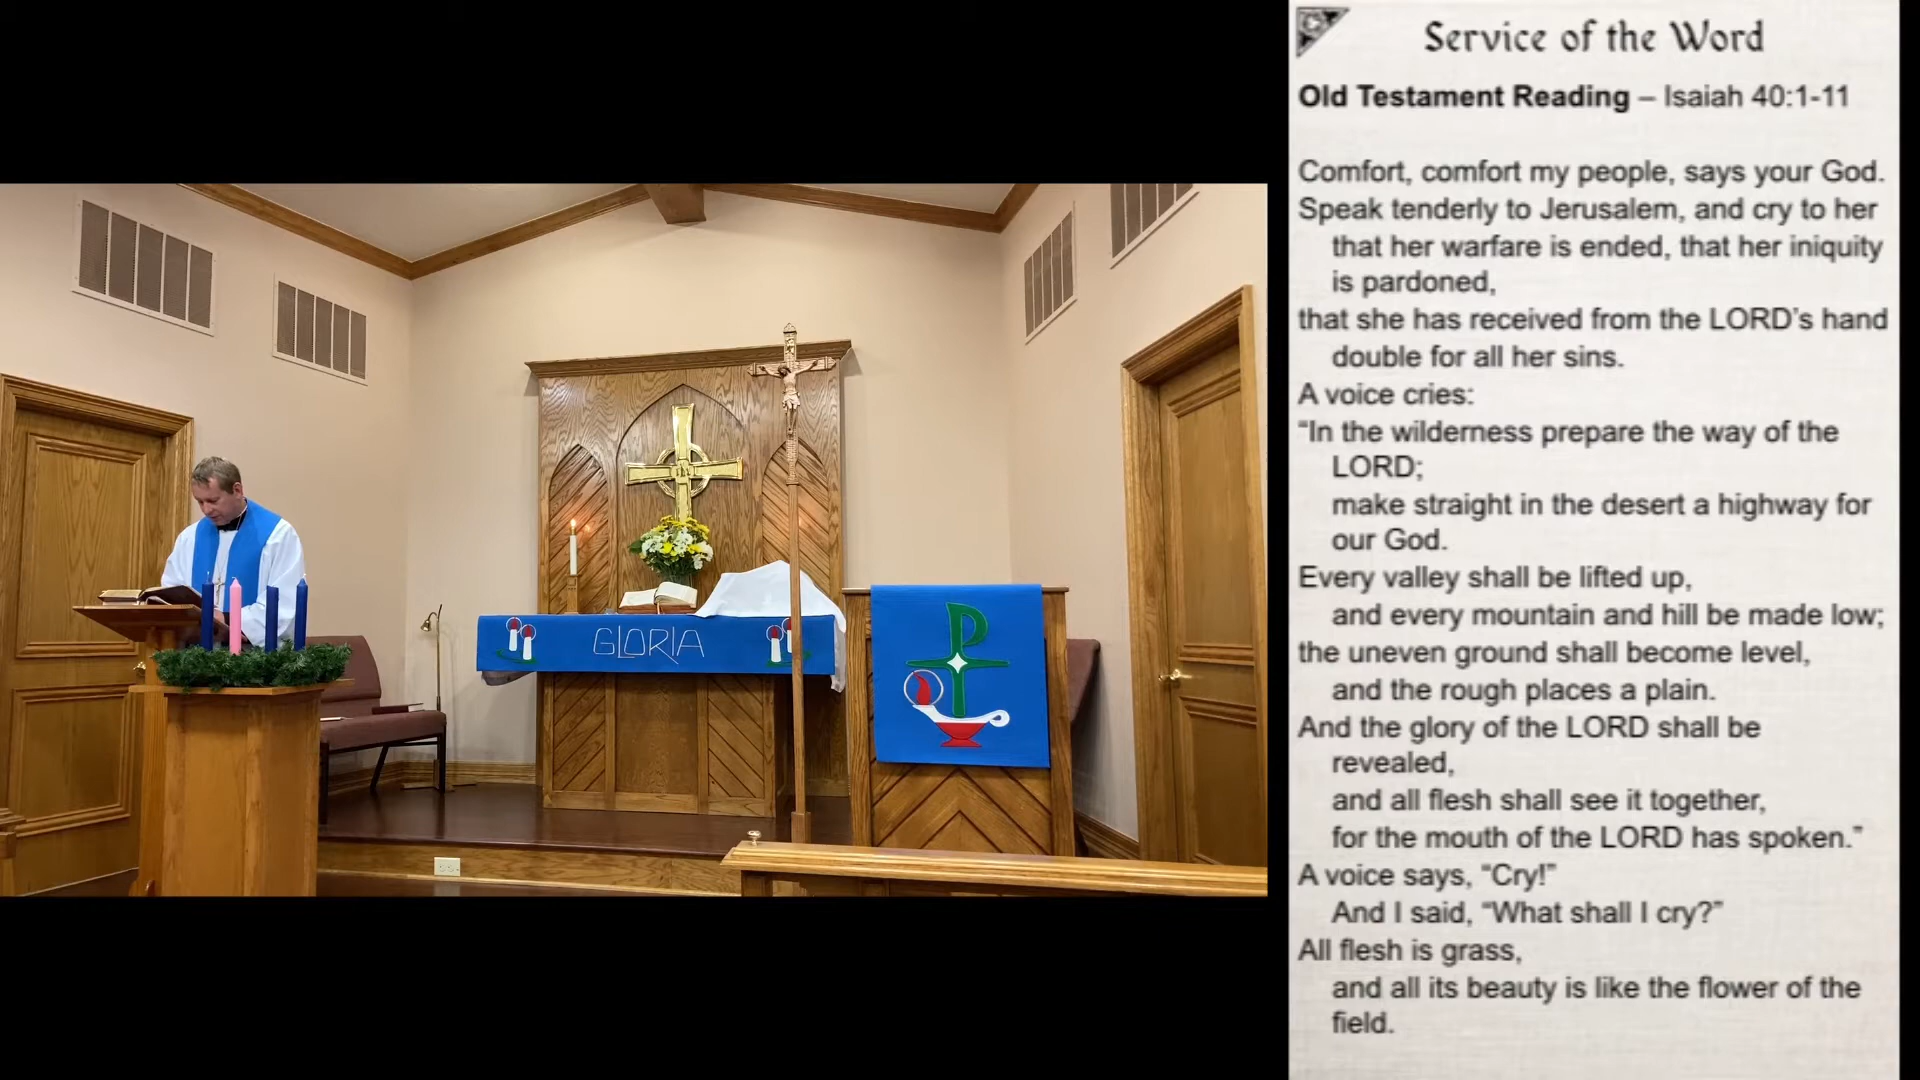 GLORIA
Service of the Word
Old Testament Reading – Isaiah 40:1-11
Comfort, comfort my people, says your God.
Speak tenderly to Jerusalem, and cry to her
that her warfare is ended, that her iniquity
is pardoned,
that she has received from the LORD’s hand
double for all her sins.
A voice cries:
“In the wilderness prepare the way of the
LORD;
make straight in the desert a highway for
our God.
Every valley shall be lifted up,
and every mountain and hill be made low;
the uneven ground shall become level,
and the rough places a plain.
And the glory of the LORD shall be
revealed,
and all flesh shall see it together,
for the mouth of the LORD has spoken.”
A voice says, “Cry!”
And I said, “What shall I cry?”
All flesh is grass,
and all its beauty is like the flower of the
field.